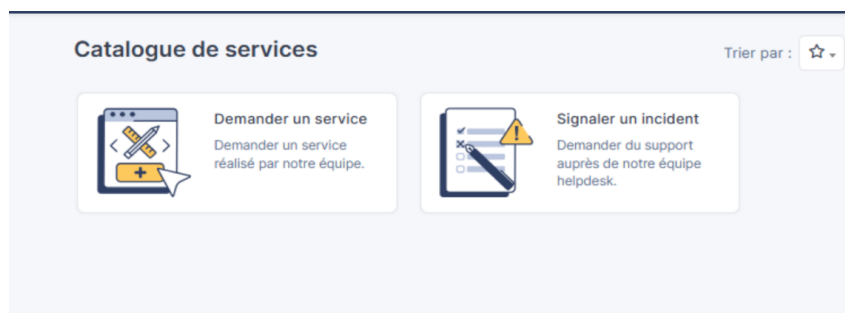 Catalogue de services
Trier par :
Demander un service
Demander un service
réalisé par notre équipe.
Signaler un incident
Demander du support
auprès de notre équipe
helpdesk.